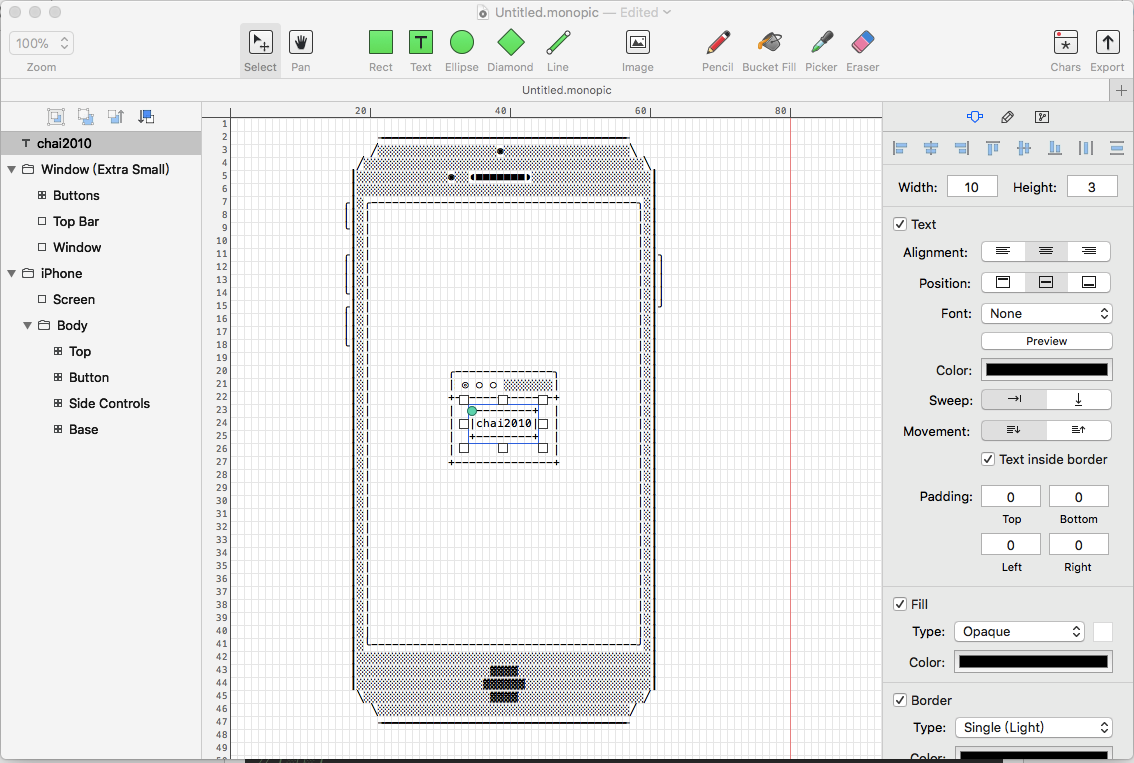 Untitled.monopic — Edited
100%
Zoom
Select Pan
Rect Text Ellipse Diamond Line
Image
Pencil Bucket Fill Picker Eraser
Chars Export
Untitled.monopic
chai2010
Window (Extra Small)
Buttons
Top Bar
Window
iPhone
Screen
Body
Top
Button
Side Controls
Base
20 40 60 80
1
2
3
4
5
6
7
8
9
10
11
12
13
14
15
16
17
18
19
20
21
22
23
24
25
26
27
28
29
30
31
32
33
34
35
36
37
38
39
40
41
42
43
44
45
46
47
48
49
chai2010
Width: 10 Height: 3
Text
Alignment:
Position:
Font: None
Preview
Color:
Sweep:
Movement:
Text inside border
Padding: 0 0
Top Bottom
0 0
Left Right
Fill
Type: Opaque
Color:
Border
Type: Single (Light)
Color: